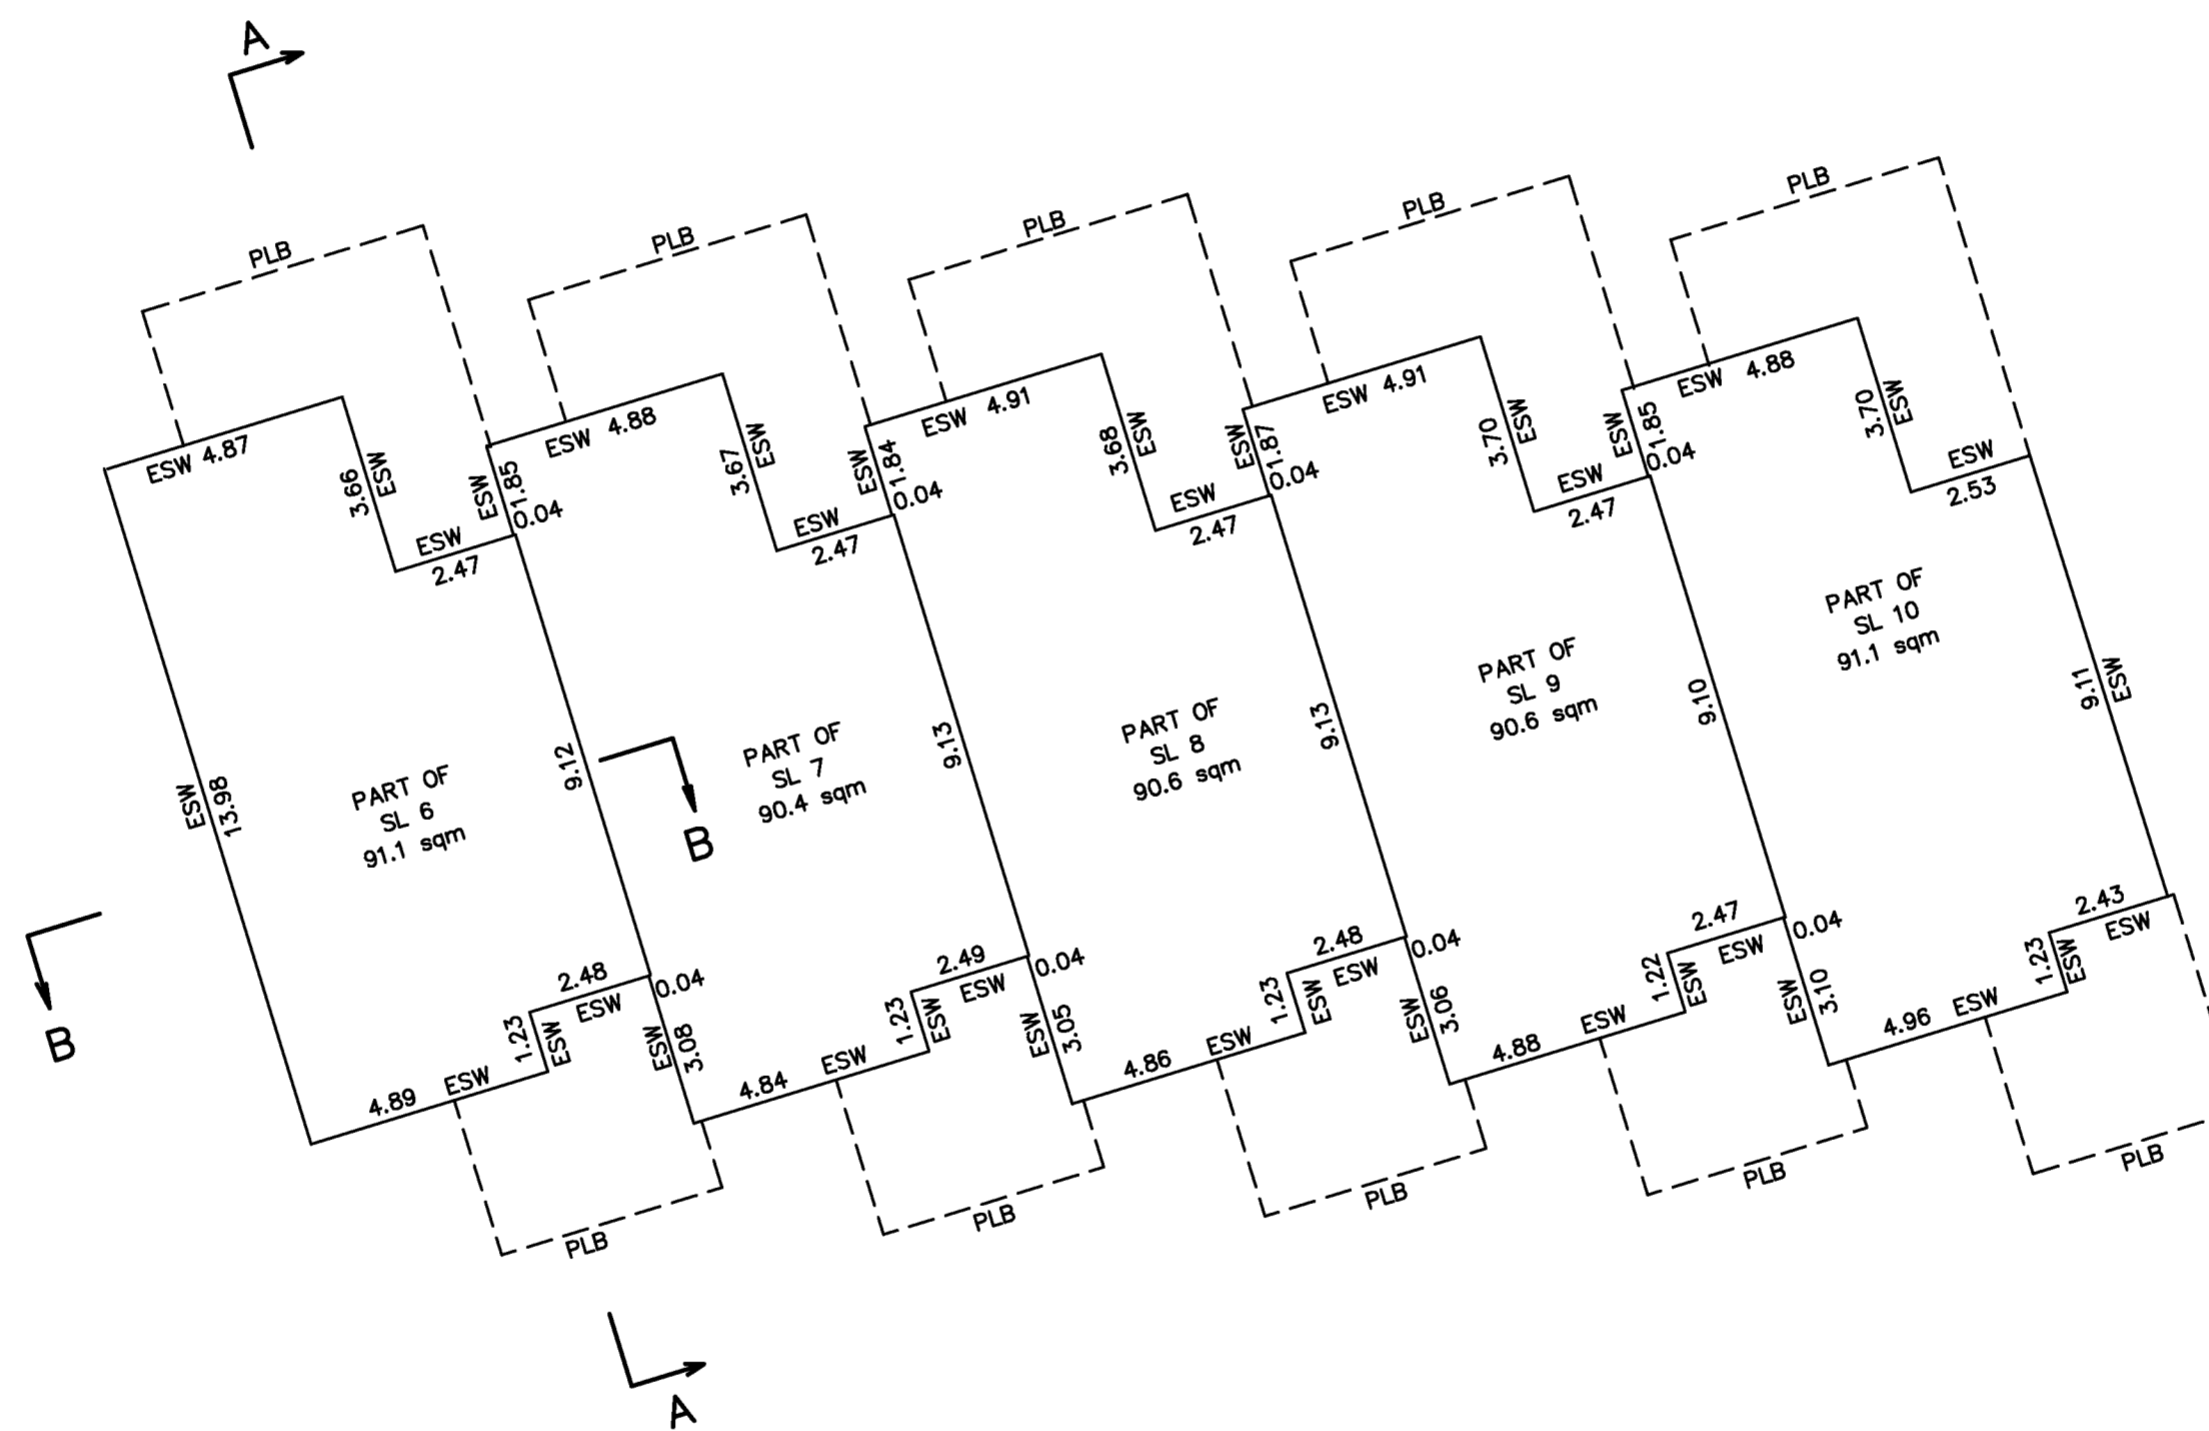 A
PLB
PLB
PLB
PLB
PLB
ESW 4.87
3.66
ESW
ESW
2.47
ESW
1.85
0.04
ESW 4.88
3.67
ESW
ESW
2.47
ESW
1.84
0.04
ESW 4.91
3.68
ESW
ESW
2.47
ESW
1.87
0.04
ESW 4.91
3.70
ESW
ESW
2.47
ESW
1.85
0.04
ESW 4.88
3.70
ESW
ESW
2.53
ESW
13.98
PART OF
SL 6
91.1 sqm
9.12
B
PART OF
SL 7
90.4 sqm
9.13
PART OF
SL 8
90.6 sqm
9.13
PART OF
SL 9
90.6 sqm
9.10
PART OF
SL 10
91.1 sqm
9.11
ESW
B
4.89
ESW
1.23
ESW
2.48
ESW
0.04
ESW
3.08
4.84
ESW
1.23
ESW
2.49
ESW
0.04
ESW
3.05
4.86
ESW
1.23
ESW
2.48
ESW
0.04
ESW
3.06
4.88
ESW
1.22
ESW
2.47
ESW
0.04
ESW
3.10
4.96
ESW
1.23
ESW
2.43
ESW
PLB
PLB
PLB
PLB
PLB
A